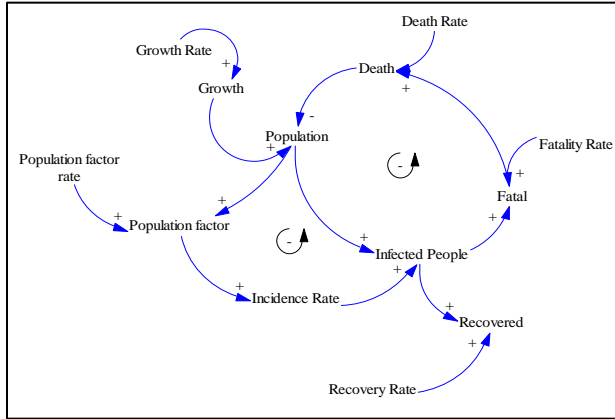 Death Rate
Growth Rate
+
Growth
Death
+
-
+
Population
Fatality Rate
Population factor
rate
-
+
Fatal
+
+
+
Population factor
-
+
Infected People
+
+
Incidence Rate
+
Recovered
+
Recovery Rate